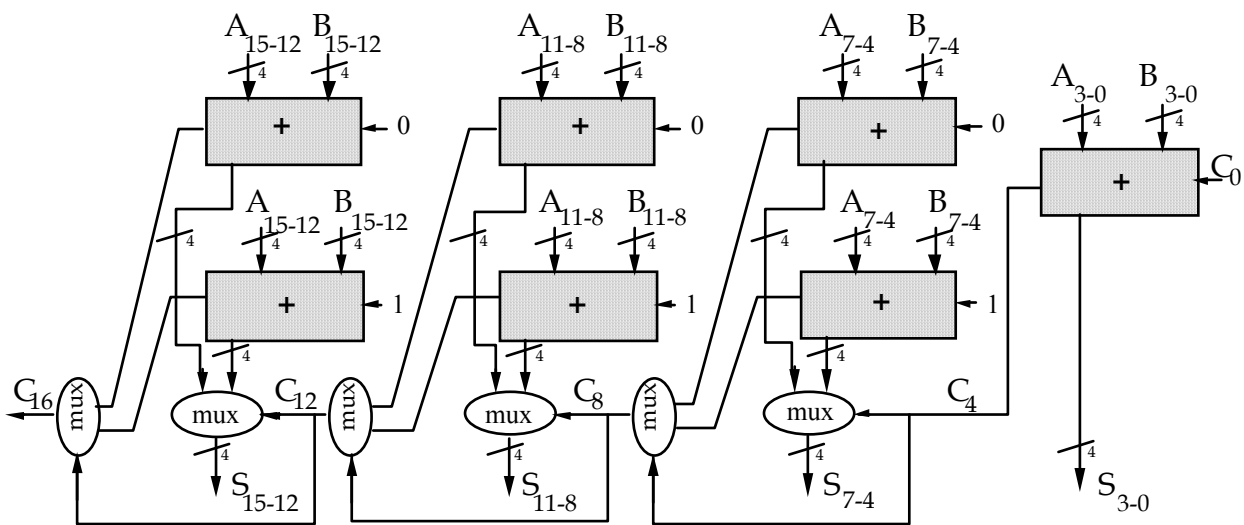 A15-12 B15-12 A11-8 B11-8 A7-4 B7-4
4 4 4 4 4 4
A3-0 B3-0
4 4
+ 0 + 0 + 0
+ C0
A15-12 B15-12 A11-8 B11-8 A7-4 B7-4
4 4 4 4 4 4 4 4 4
+ 1 + 1 + 1
4 4 4
C16 mux mux C12 mux mux C8 mux mux C4
4 4 4 4
S15-12 S11-8 S7-4 S3-0